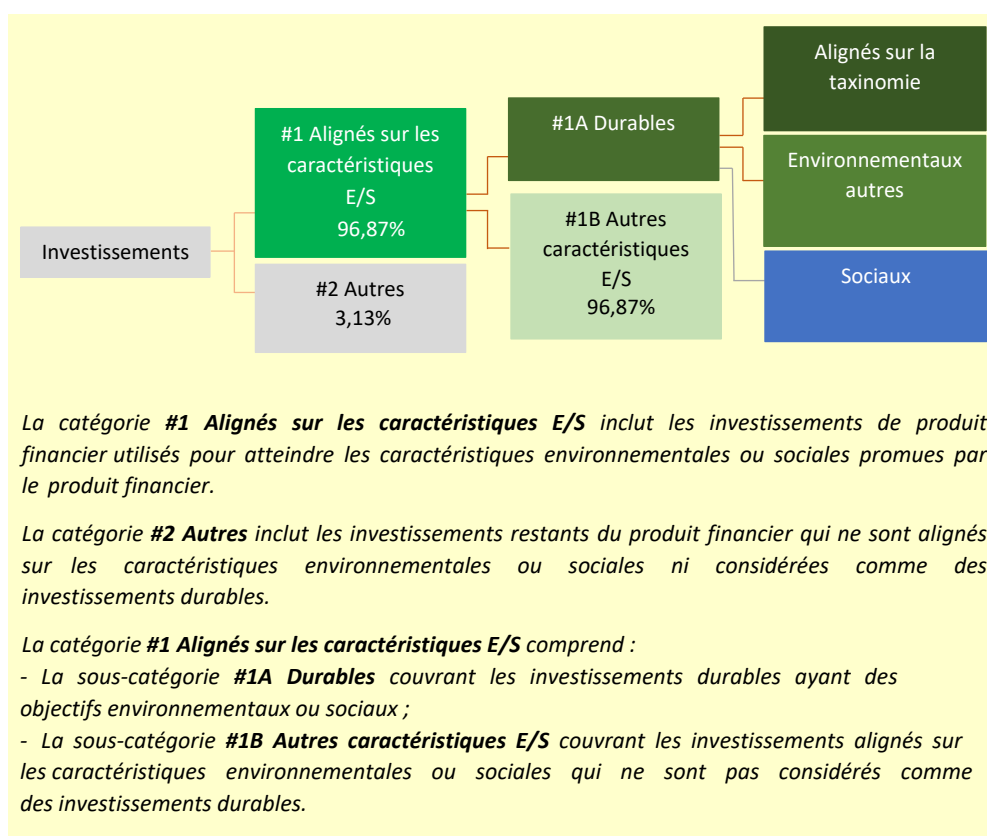 Investissements
#1 Alignés sur les
caractéristiques
E/S
96,87%
#2 Autres
3,13%
#1A Durables
#1B Autres
caractéristiques
E/S
96,87%
Alignés sur la
taxinomie
Environnementaux
autres
Sociaux
La catégorie #1 Alignés sur les caractéristiques E/S inclut les investissements de produit
financier utilisés pour atteindre les caractéristiques environnementales ou sociales promues par
le produit financier.
La catégorie #2 Autres inclut les investissements restants du produit financier qui ne sont alignés
sur les caractéristiques environnementales ou sociales ni considérées comme des
investissements durables.
La catégorie #1 Alignés sur les caractéristiques E/S comprend :
- La sous-catégorie #1A Durables couvrant les investissements durables ayant des
objectifs environnementaux ou sociaux ;
- La sous-catégorie #1B Autres caractéristiques E/S couvrant les investissements alignés sur
les caractéristiques environnementales ou sociales qui ne sont pas considérés comme
des investissements durables.